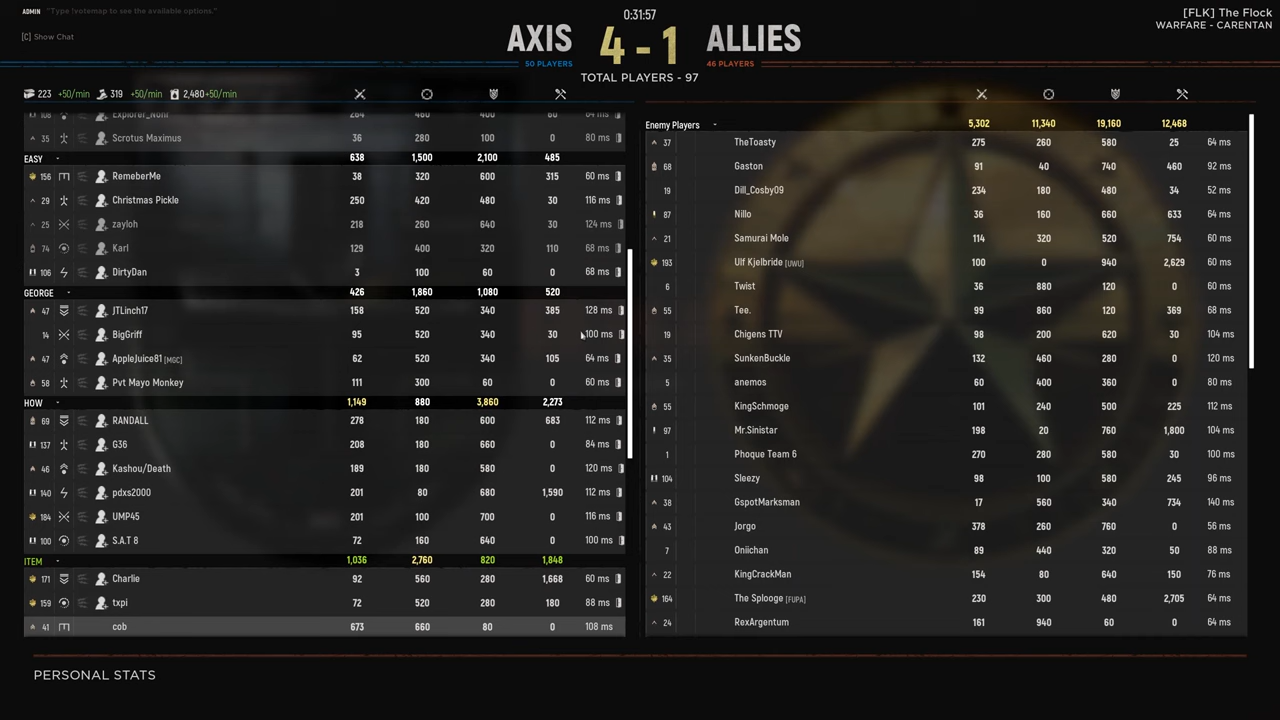 ADMIN "Type !votemap to see the available options."
[C] Show Chat
0:31:57
AXIS 4 - 1 ALLIES
50 PLAYERS 46 PLAYERS
TOTAL PLAYERS - 97
[FLK] The Flock
WARFARE - CARENTAN
223 +50/min 319 +50/min 2,480 +50/min
108 Explorer_Noni 264 480 400 60 64 ms
35 Scrotus Maximus 36 280 100 0 80 ms
EASY - 638 1,500 2,100 485
156 RemeberMe 38 320 600 315 60 ms
29 Christmas Pickle 250 420 480 30 116 ms
25 zayloh 218 260 640 30 124 ms
74 Karl 129 400 320 110 68 ms
106 DirtyDan 3 100 60 0 68 ms
GEORGE - 426 1,860 1,080 520
47 JTLinch17 158 520 340 385 128 ms
14 BigGriff 95 520 340 30 100 ms
47 AppleJuice81 [MGC] 62 520 340 105 64 ms
58 Pvt Mayo Monkey 111 300 60 0 60 ms
HOW - 1,149 880 3,860 2,273
69 RANDALL 278 180 600 683 112 ms
137 G36 208 180 660 0 84 ms
46 Kashou/Death 189 180 580 0 120 ms
140 pdxs2000 201 80 680 1,590 112 ms
184 UMP45 201 100 700 0 116 ms
100 S.A.T 8 72 160 640 0 100 ms
ITEM - 1,036 2,760 820 1,848
171 Charlie 92 560 280 1,668 60 ms
159 txpi 72 520 280 180 88 ms
41 cob 673 660 80 0 108 ms
Enemy Players - 5,302 11,340 19,160 12,468
37 TheToasty 275 260 580 25 64 ms
68 Gaston 91 40 740 460 92 ms
19 Dill_Cosby09 234 180 480 34 52 ms
87 Nillo 36 160 660 633 64 ms
21 Samurai Mole 114 320 520 754 60 ms
193 Ulf Kjelbride [UWU] 100 0 940 2,629 60 ms
6 Twist 36 880 120 0 60 ms
55 Tee. 99 860 120 369 68 ms
19 Chigens TTV 98 200 620 30 104 ms
35 SunkenBuckle 132 460 280 0 120 ms
5 anemos 60 400 360 0 80 ms
55 KingSchmoge 101 240 500 225 112 ms
97 Mr.Sinistar 198 20 760 1,800 104 ms
1 Phoque Team 6 270 280 580 30 100 ms
104 Sleezy 98 100 580 245 96 ms
38 GspotMarksman 17 560 340 734 140 ms
43 Jorgo 378 260 760 0 56 ms
7 Oniichan 89 440 320 50 88 ms
22 KingCrackMan 154 80 640 150 76 ms
164 The Splooge [FUPA] 230 300 480 2,705 64 ms
24 RexArgentum 161 940 60 0 64 ms
PERSONAL STATS